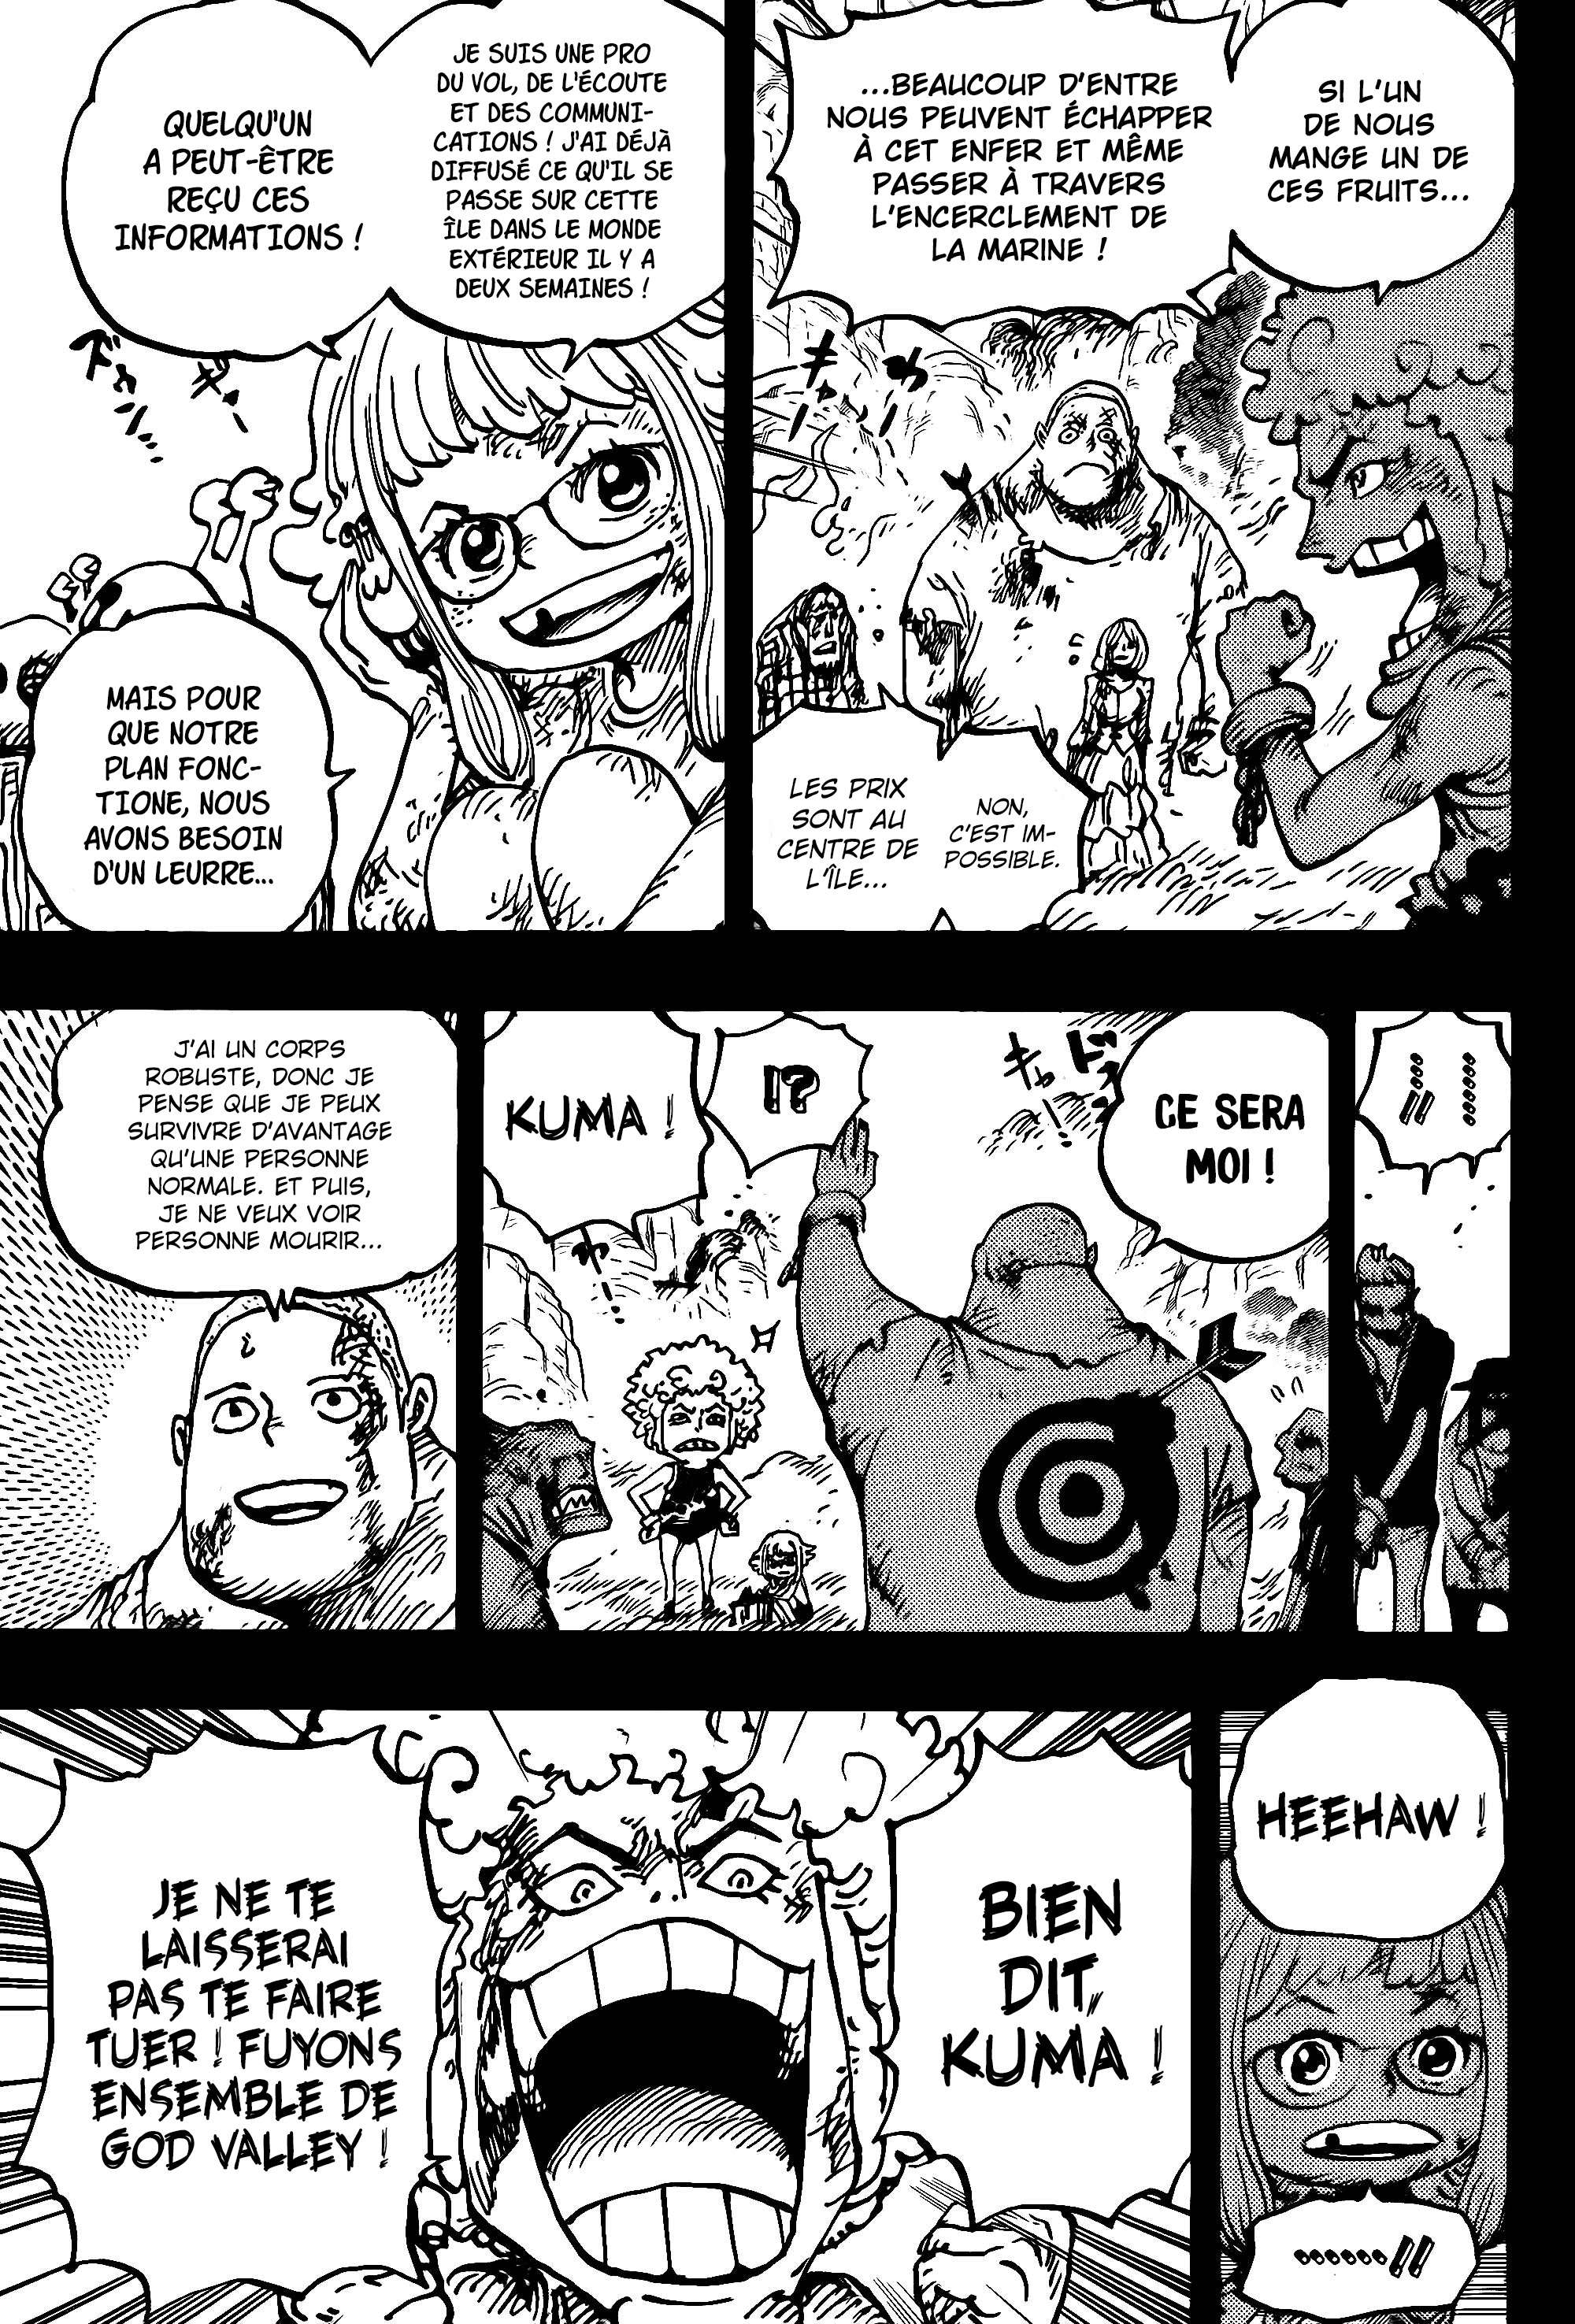 SI L'UN
DE NOUS
MANGE UN DE
CES FRUITS...
...BEAUCOUP D'ENTRE
NOUS PEUVENT ÉCHAPPER
À CET ENFER ET MÊME
PASSER À TRAVERS
L'ENCERCLEMENT DE
LA MARINE !
NON,
C'EST IM-
POSSIBLE.
LES PRIX
SONT AU
CENTRE DE
L'ÎLE...
JE SUIS UNE PRO
DU VOL, DE L'ÉCOUTE
ET DES COMMUNI-
CATIONS ! J'AI DÉJÀ
DIFFUSÉ CE QU'IL SE
PASSE SUR CETTE
ÎLE DANS LE MONDE
EXTÉRIEUR IL Y A
DEUX SEMAINES !
QUELQU'UN
A PEUT-ÊTRE
REÇU CES
INFORMATIONS !
MAIS POUR
QUE NOTRE
PLAN FONC-
TIONE, NOUS
AVONS BESOIN
D'UN LEURRE...
CE SERA
MOI !
!?
KUMA !
J'AI UN CORPS
ROBUSTE, DONC JE
PENSE QUE JE PEUX
SURVIVRE D'AVANTAGE
QU'UNE PERSONNE
NORMALE. ET PUIS,
JE NE VEUX VOIR
PERSONNE MOURIR...
HEEHAW !
......!!
BIEN
DIT,
KUMA !
JE NE TE
LAISSERAI
PAS TE FAIRE
TUER ! FUYONS
ENSEMBLE DE
GOD VALLEY !